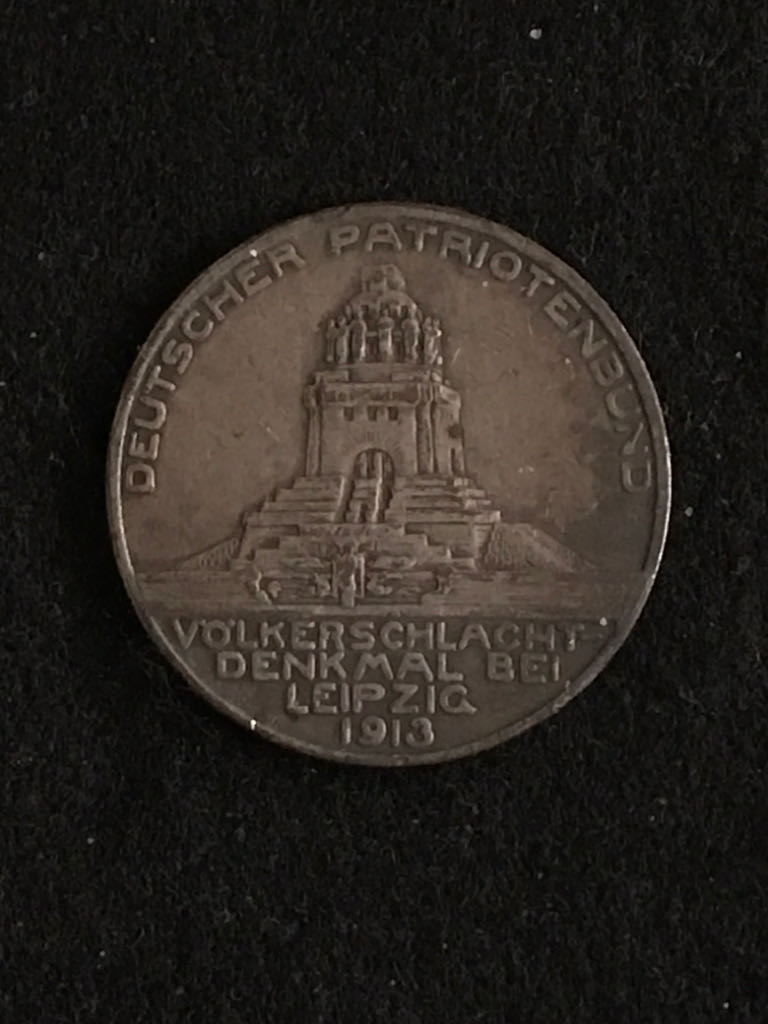 DEUTSCHER PATRIOTENBUND
VÖLKERSCHLACHT-
DENKMAL BEI
LEIPZIG
1913